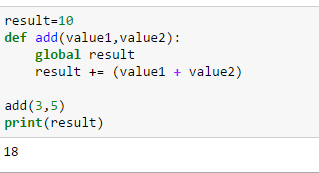 result=10
def add(value1,value2):
    global result
    result += (value1 + value2)
add(3,5)
print(result)
18